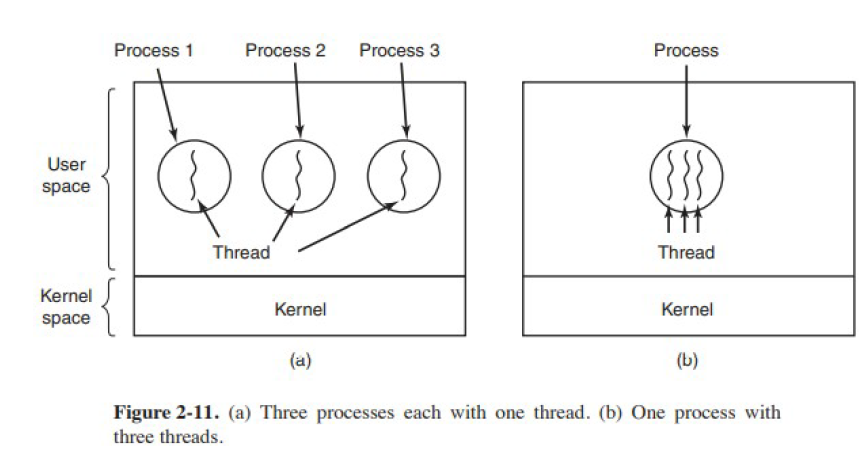 Process 1 Process 2 Process 3 Process
User
space
Thread Thread
Kernel
space
Kernel Kernel
(a) (b)
Figure 2-11. (a) Three processes each with one thread. (b) One process with
three threads.